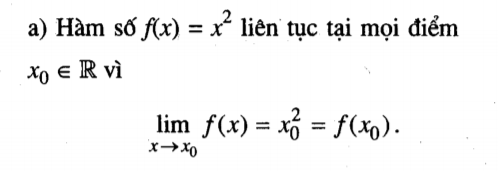 a) Hàm số f(x) = x² liên tục tại mọi điểm
x₀ ∈ ℝ vì
lim f(x) = x₀² = f(x₀).
x→x₀